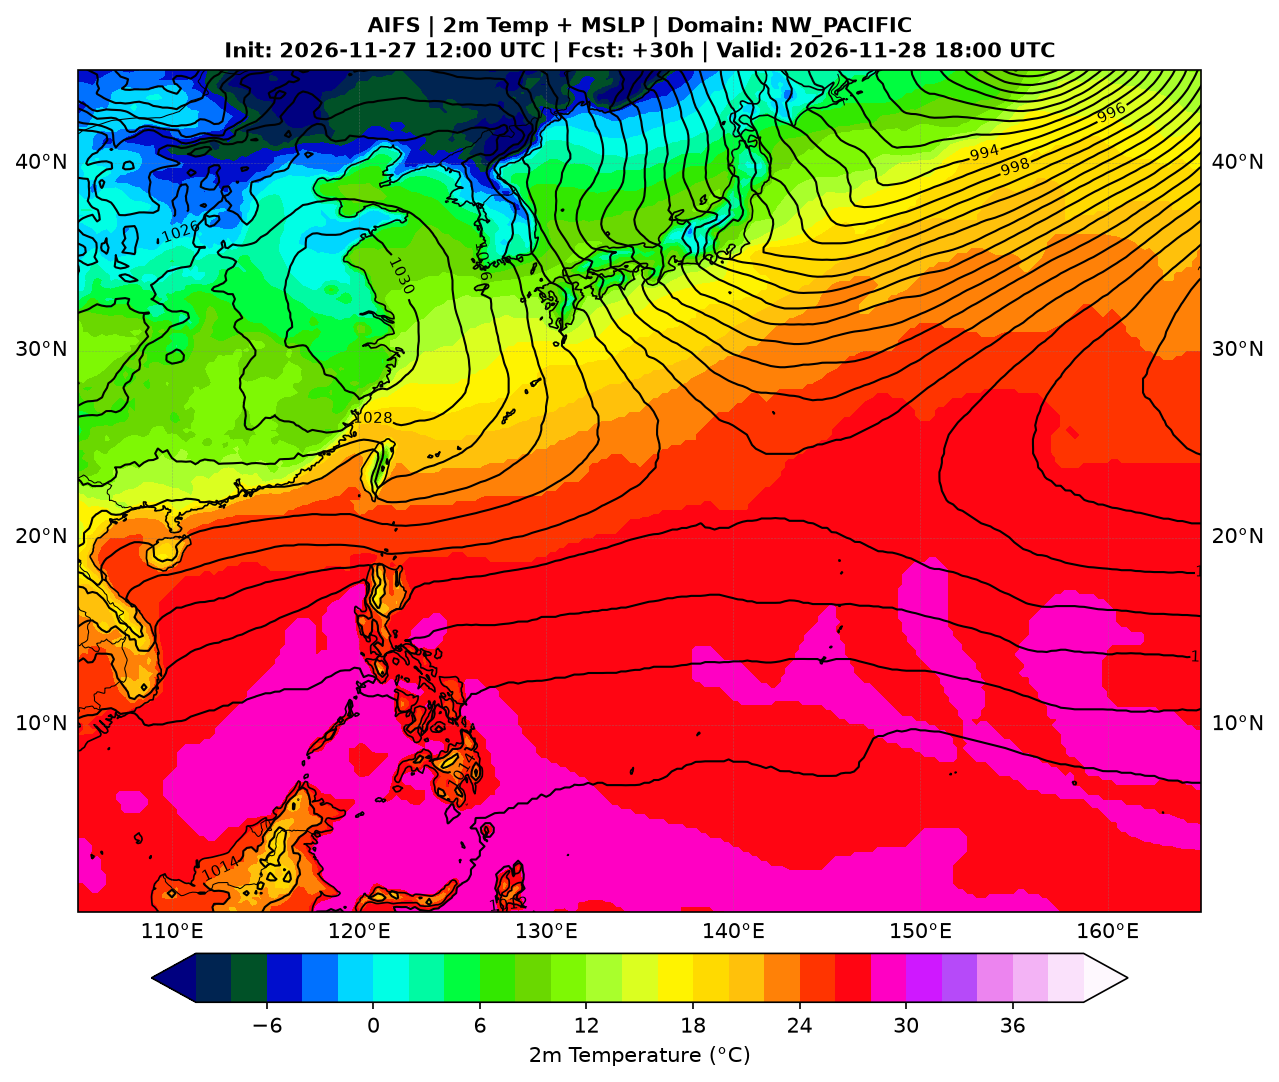 AIFS | 2m Temp + MSLP | Domain: NW_PACIFIC
Init: 2026-11-27 12:00 UTC | Fcst: +30h | Valid: 2026-11-28 18:00 UTC
996
994
998
40°N
40°N
1026
1026
1030
30°N
30°N
1028
20°N
20°N
10°N
10°N
1014
1014
110°E
120°E
130°E
140°E
150°E
160°E
−6
0
6
12
18
24
30
36
2m Temperature (°C)